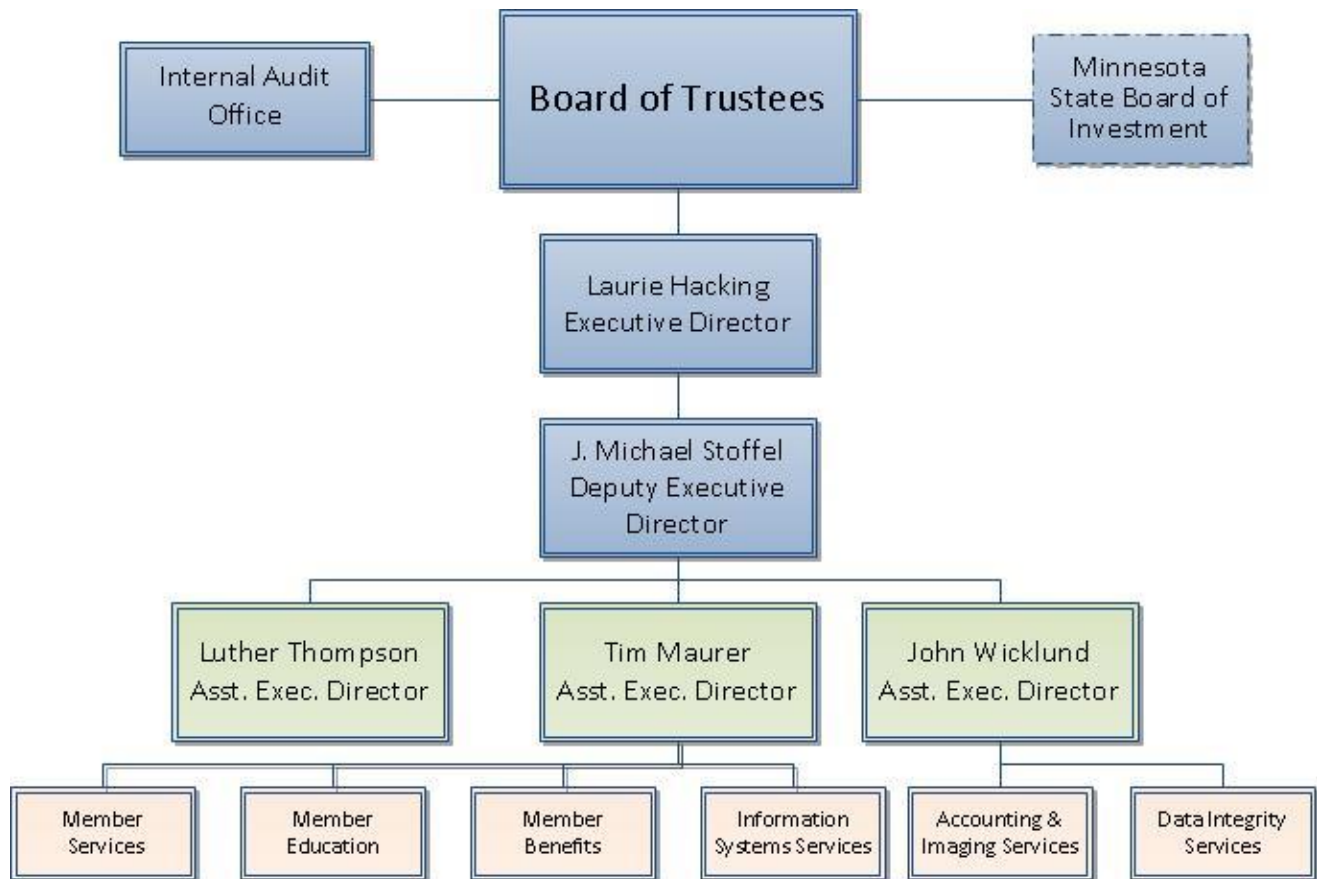 Internal Audit
Office
Board of Trustees
Minnesota
State Board of
Investment
Laurie Hacking
Executive Director
J. Michael Stoffel
Deputy Executive
Director
Luther Thompson
Asst. Exec. Director
Tim Maurer
Asst. Exec. Director
John Wicklund
Asst. Exec. Director
Member
Services
Member
Education
Member
Benefits
Information
Systems Services
Accounting &
Imaging Services
Data Integrity
Services